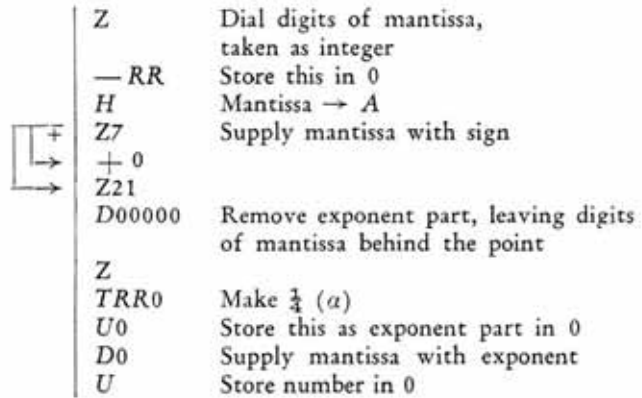 Z Dial digits of mantissa,
taken as integer
— RR Store this in 0
H Mantissa → A
+ Z7 Supply mantissa with sign
+ 0
Z21
D00000 Remove exponent part, leaving digits
of mantissa behind the point
Z
TRR0 Make ¼ (α)
U0 Store this as exponent part in 0
D0 Supply mantissa with exponent
U Store number in 0